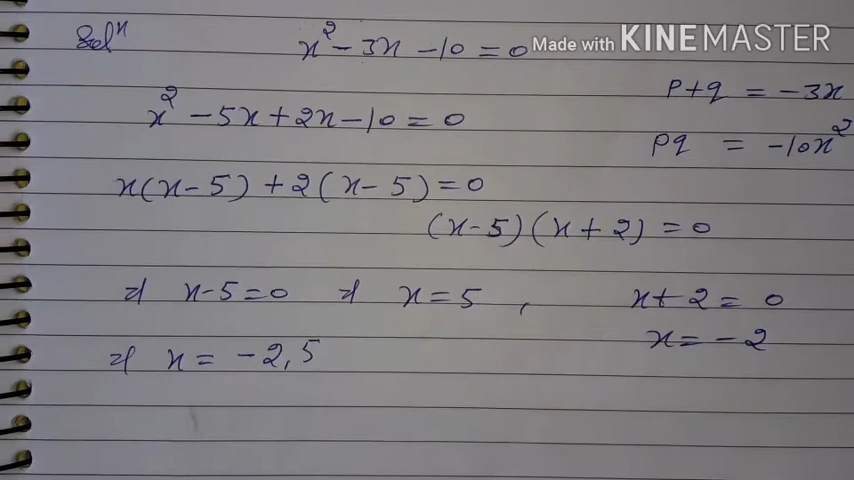 Solⁿ x² - 3x - 10 = 0
Made with KINEMASTER
p + q = -3x
x² - 5x + 2x - 10 = 0
pq = -10x²
x(x - 5) + 2(x - 5) = 0
(x - 5)(x + 2) = 0
⇒ x - 5 = 0 ⇒ x = 5 , x + 2 = 0
x = -2
⇒ x = -2, 5